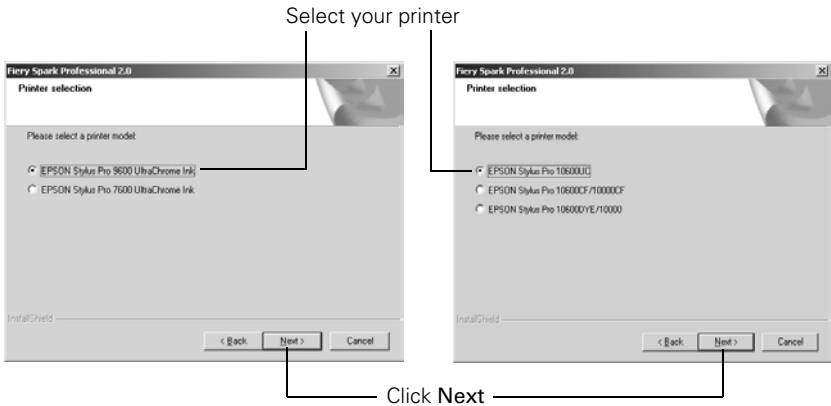 Select your printer
Fiery Spark Professional 2.0
Printer selection
Please select a printer model:
EPSON Stylus Pro 9600 UltraChrome Ink
EPSON Stylus Pro 7600 UltraChrome Ink
InstallShield
< Back
Next >
Cancel
Fiery Spark Professional 2.0
Printer selection
Please select a printer model:
EPSON Stylus Pro 10600UC
EPSON Stylus Pro 10600CF/10000CF
EPSON Stylus Pro 10600DYE/10000
InstallShield
< Back
Next >
Cancel
Click Next